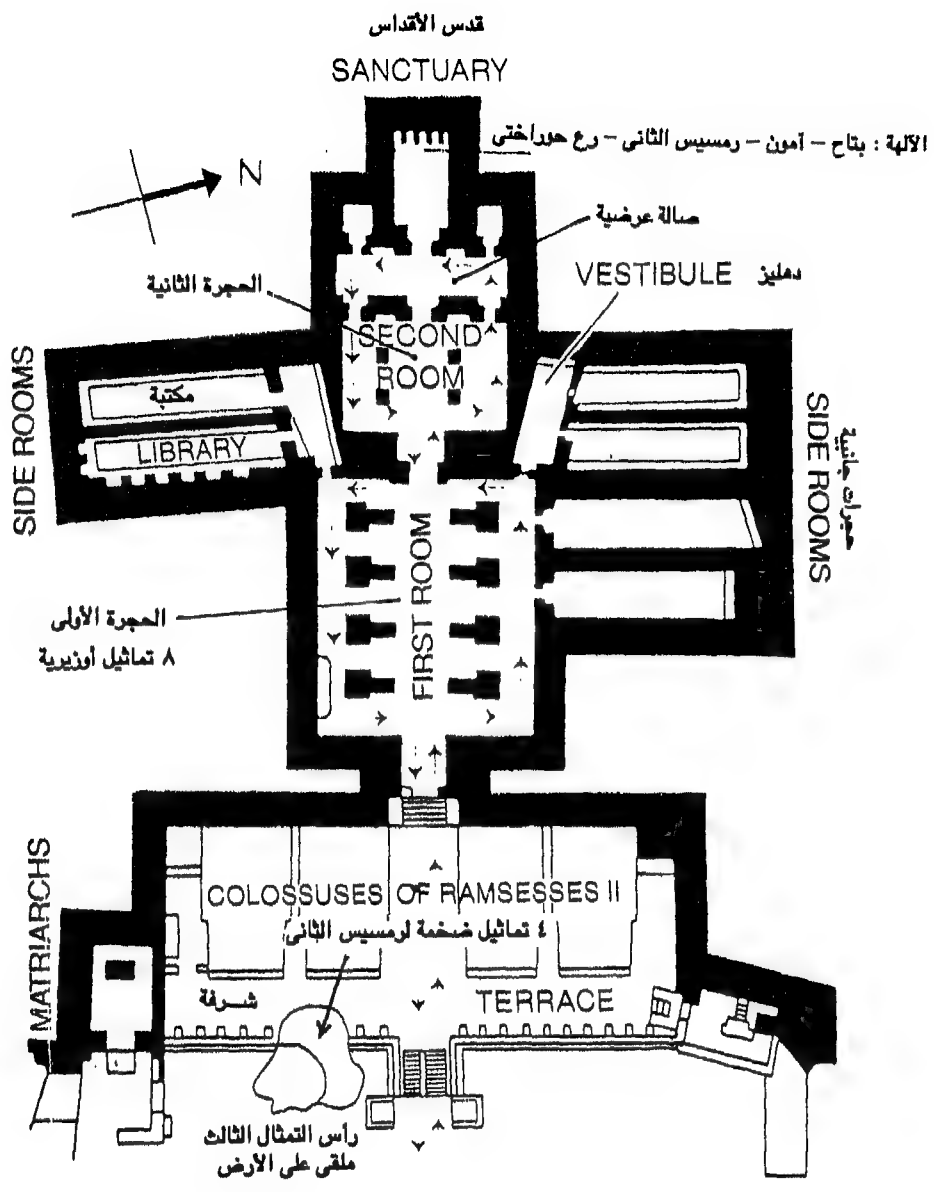 قدس الأقداس
SANCTUARY
الآلهة : بتاح – آمون – رمسيس الثانى – رع حوراختى
N
صالة عرضية
VESTIBULE دهليز
الحجرة الثانية
SECOND
ROOM
SIDE ROOMS
مكتبة
LIBRARY
SIDE ROOMS
حجرات جانبية
FIRST ROOM
الحجرة الأولى
٨ تماثيل أوزيرية
MATRIARCHS
COLOSSUSES OF RAMSESSES II
٤ تماثيل ضخمة لرمسيس الثانى
شرفة
TERRACE
رأس التمثال الثالث
ملقى على الأرض